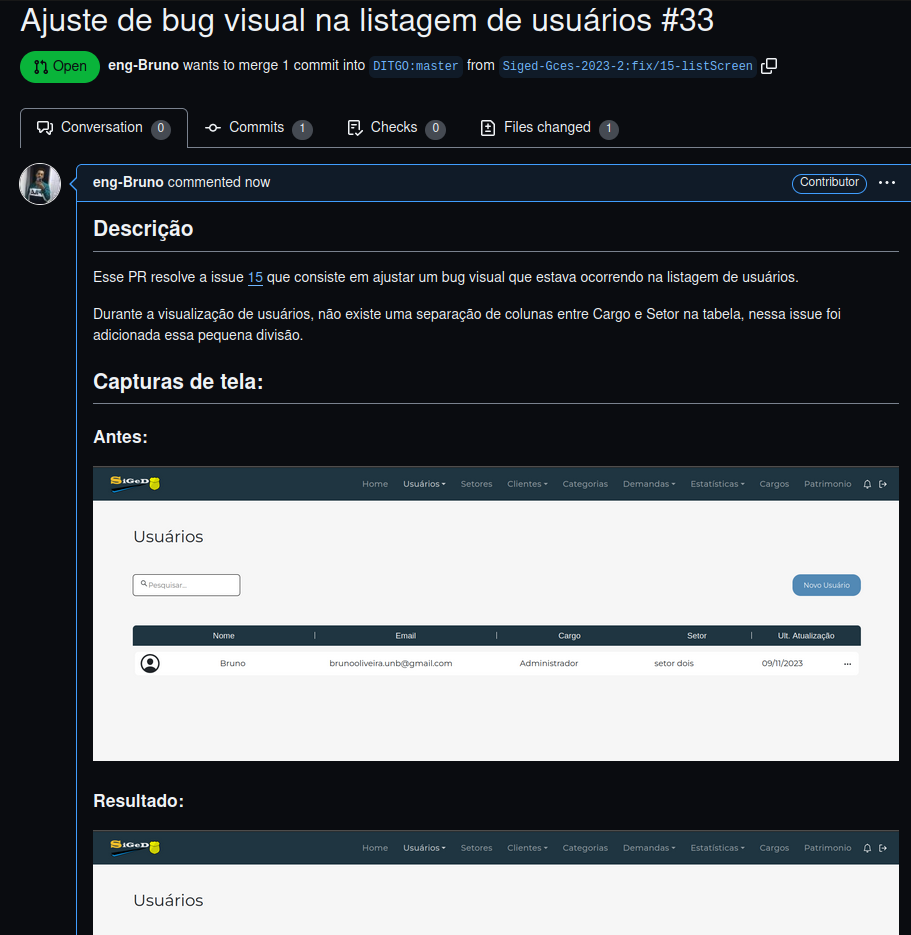 Ajuste de bug visual na listagem de usuários #33
Open eng-Bruno wants to merge 1 commit into DITGO:master from Siged-Gces-2023-2:fix/15-listScreen
Conversation 0 Commits 1 Checks 0 Files changed 1
eng-Bruno commented now Contributor
Descrição
Esse PR resolve a issue 15 que consiste em ajustar um bug visual que estava ocorrendo na listagem de usuários.
Durante a visualização de usuários, não existe uma separação de colunas entre Cargo e Setor na tabela, nessa issue foi
adicionada essa pequena divisão.
Capturas de tela:
Antes:
SiGeD Home Usuários Setores Clientes Categorias Demandas Estatísticas Cargos Patrimonio
Usuários
Pesquisar... Novo Usuário
Nome | Email | Cargo Setor | Ult. Atualização
Bruno brunooliveira.unb@gmail.com Administrador setor dois 09/11/2023 ...
Resultado:
SiGeD Home Usuários Setores Clientes Categorias Demandas Estatísticas Cargos Patrimonio
Usuários